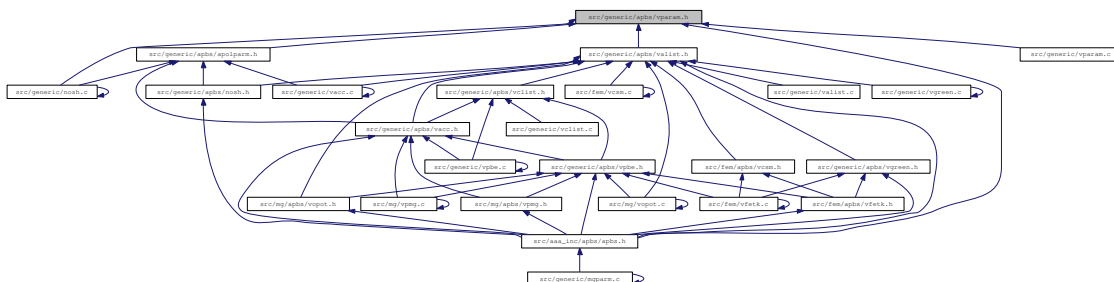 src/generic/apbs/vparam.h
src/generic/apbs/apolparm.h
src/generic/apbs/valist.h
src/generic/vparam.c
src/generic/nosh.c
src/generic/apbs/nosh.h
src/generic/vacc.c
src/generic/apbs/vclist.h
src/fem/vcsm.c
src/generic/valist.c
src/generic/vgreen.c
src/generic/apbs/vacc.h
src/generic/vclist.c
src/generic/vpbe.c
src/generic/apbs/vpbe.h
src/fem/apbs/vcsm.h
src/generic/apbs/vgreen.h
src/mg/apbs/vopot.h
src/mg/vpmg.c
src/mg/apbs/vpmg.h
src/mg/vopot.c
src/fem/vfetk.c
src/fem/apbs/vfetk.h
src/aaa_inc/apbs/apbs.h
src/generic/mgparm.c